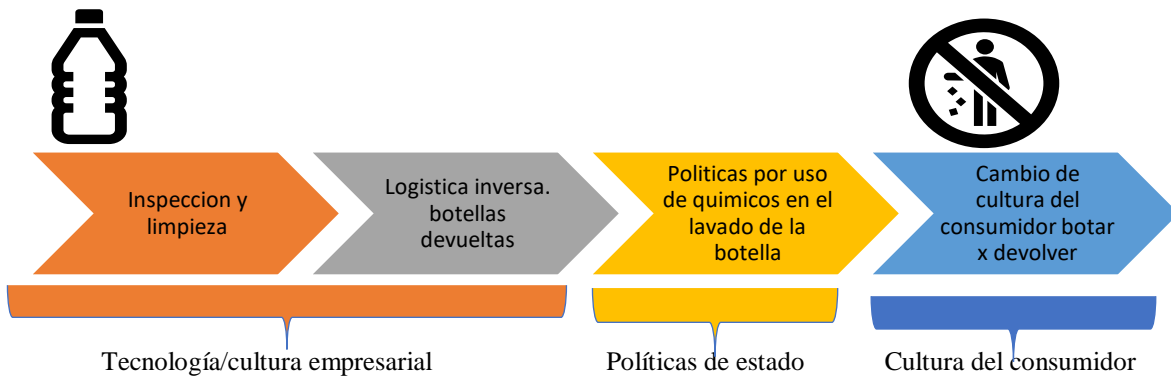 Inspeccion y
limpieza
Logistica inversa.
botellas
devueltas
Politicas por uso
de quimicos en el
lavado de la
botella
Cambio de
cultura del
consumidor botar
x devolver
Tecnología/cultura empresarial
Políticas de estado
Cultura del consumidor